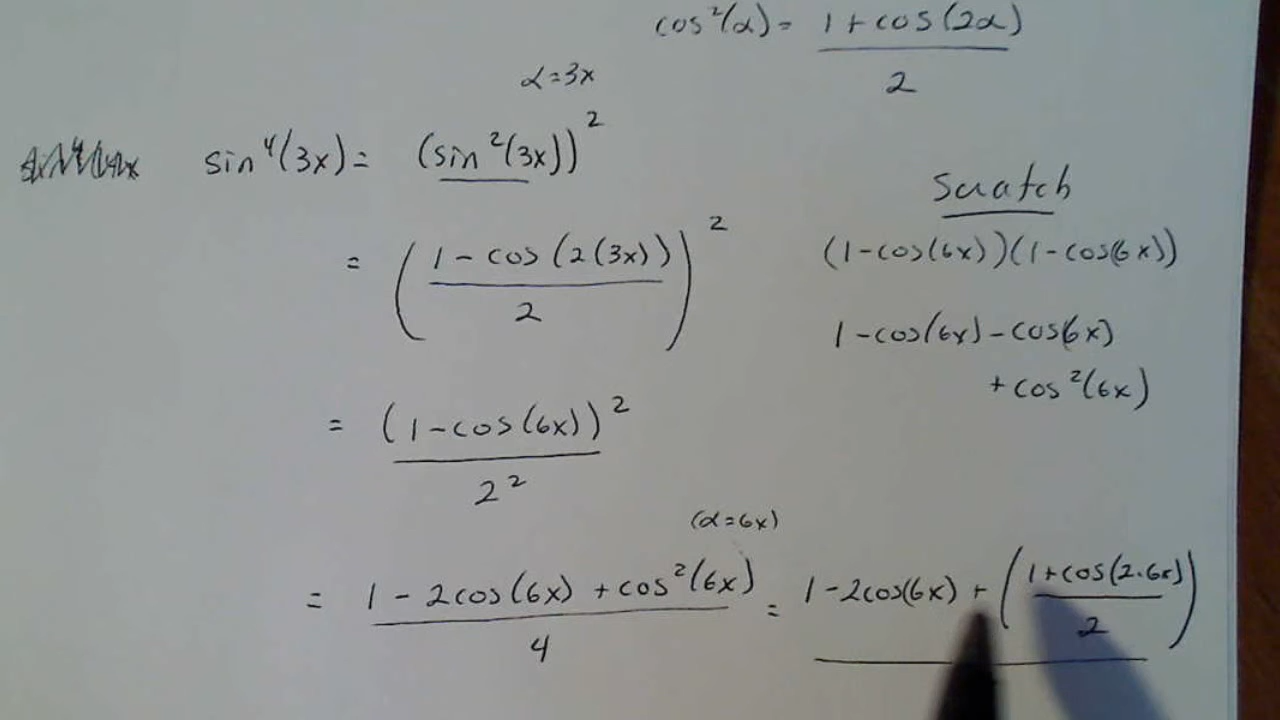 cos²(α) = (1 + cos(2α))/2
α = 3x
sin⁴(3x) = (sin²(3x))²
= ((1 - cos(2(3x)))/2)²
Scratch
(1 - cos(6x))(1 - cos(6x))
1 - cos(6x) - cos(6x)
+ cos²(6x)
= (1 - cos(6x))²/2²
(α = 6x)
= (1 - 2cos(6x) + cos²(6x))/4 = 1 - 2cos(6x) + ((1 + cos(2·6x))/2)